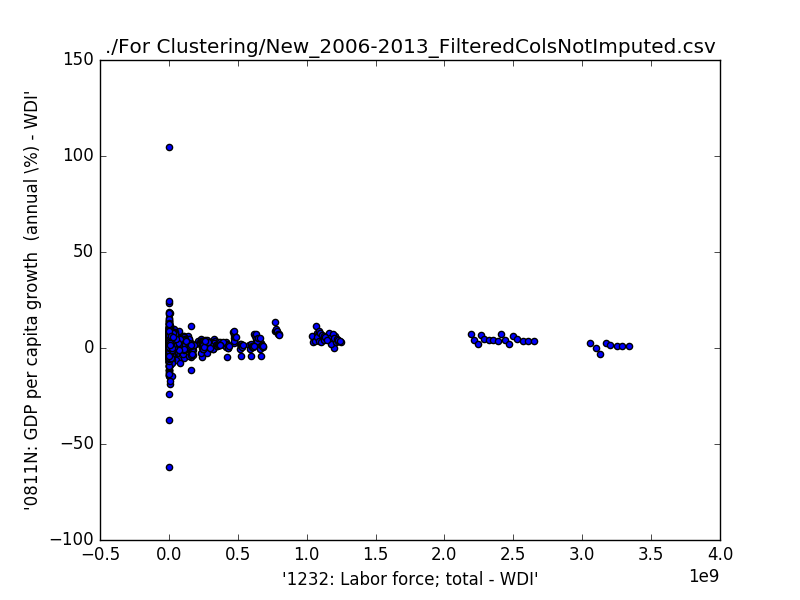 ./For Clustering/New_2006-2013_FilteredColsNotImputed.csv
'0811N: GDP per capita growth  (annual \%) - WDI'
150
100
50
0
−50
−100
−0.5 0.0 0.5 1.0 1.5 2.0 2.5 3.0 3.5 4.0
1e9
'1232: Labor force; total - WDI'